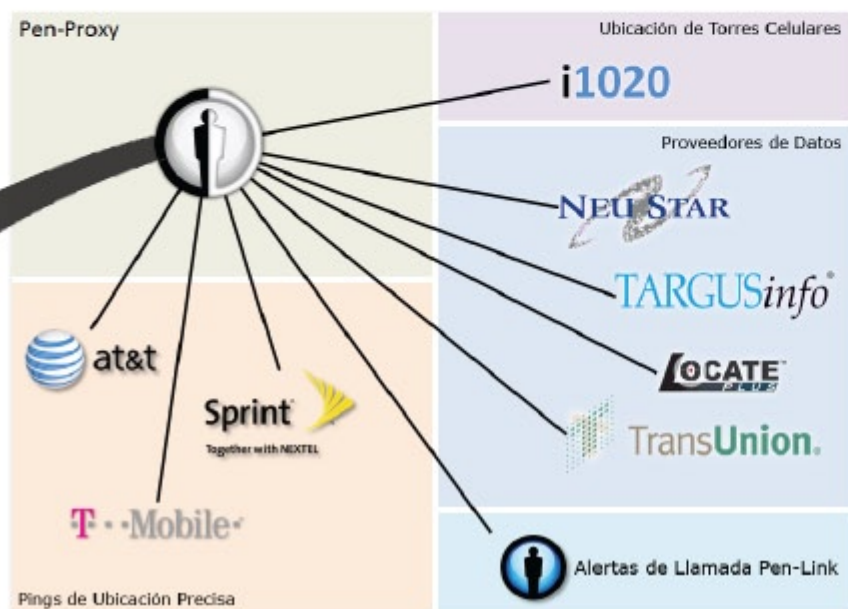 Pen-Proxy
Ubicación de Torres Celulares
i1020
Proveedores de Datos
NEUSTAR
TARGUSinfo®
LOCATE™
PLUS
TransUnion®
at&t
Sprint
Together with NEXTEL
T··Mobile·
Pings de Ubicación Precisa
Alertas de Llamada Pen-Link